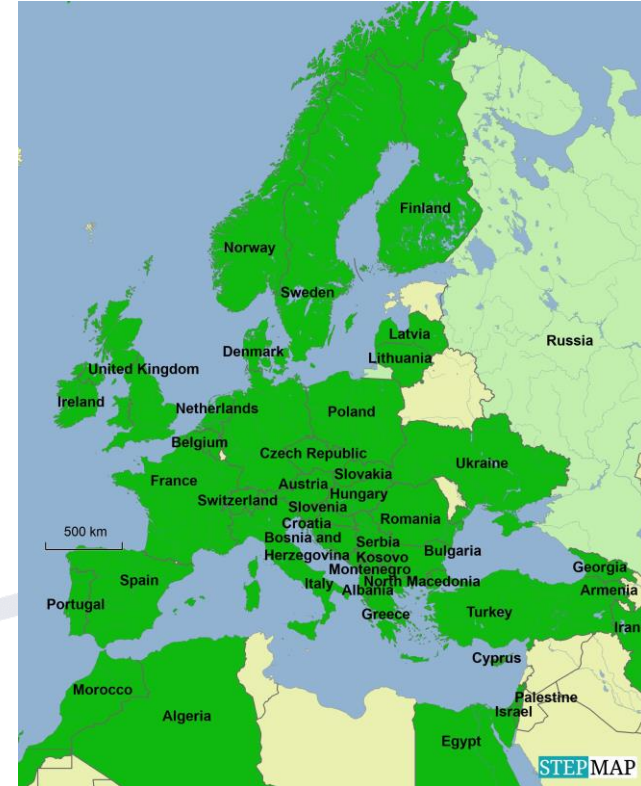 Finland
Norway
Sweden
Latvia
Denmark
Lithuania
Russia
United Kingdom
Ireland
Netherlands
Poland
Belgium
Czech Republic
Ukraine
France
Slovakia
Austria
Hungary
Switzerland
Slovenia
Romania
Croatia
500 km
Bosnia and
Herzegovina
Serbia
Kosovo
Bulgaria
Montenegro
Georgia
Spain
Italy
North Macedonia
Albania
Armenia
Portugal
Greece
Turkey
Iran
Cyprus
Morocco
Palestine
Israel
Algeria
Egypt
STEPMAP